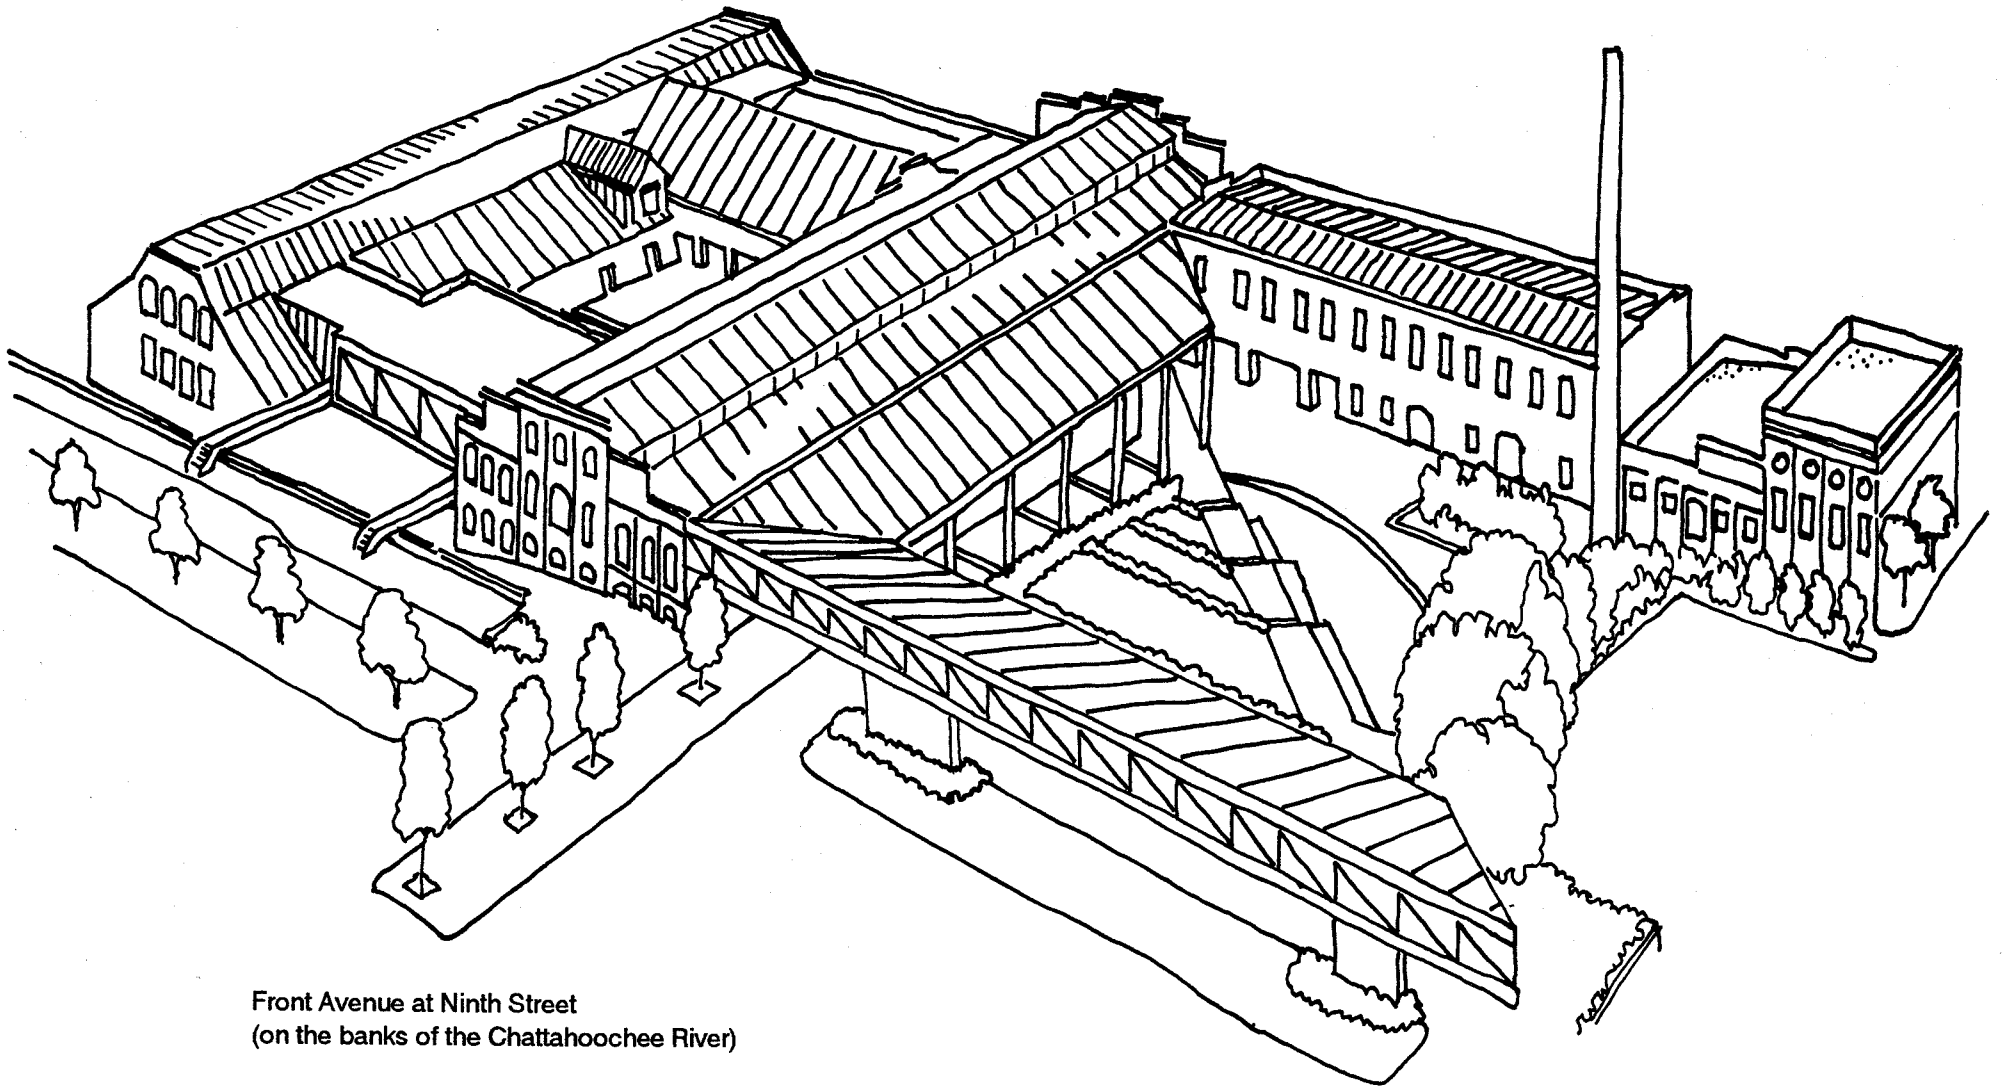 Front Avenue at Ninth Street
(on the banks of the Chattahoochee River)